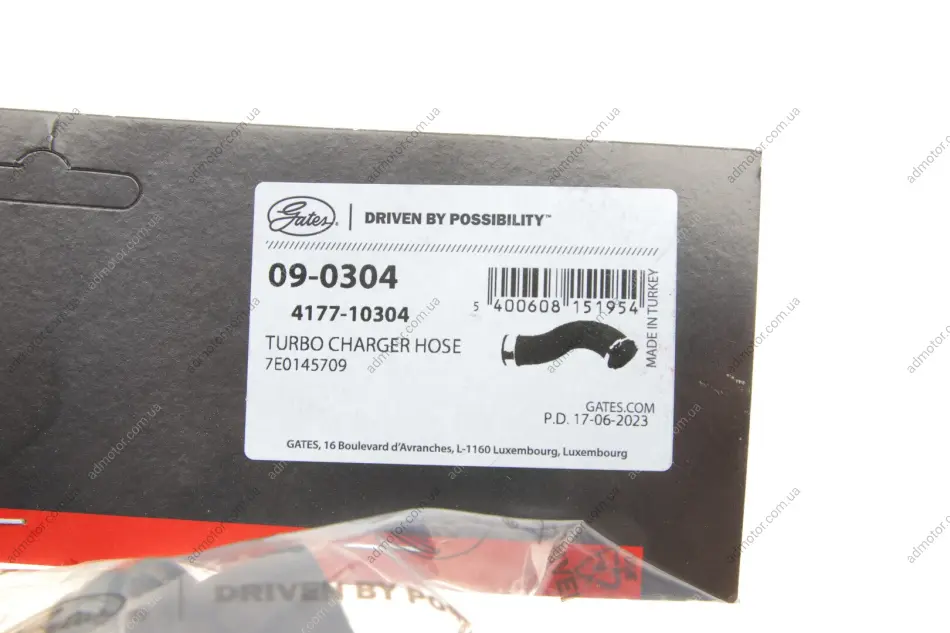 Gates | DRIVEN BY POSSIBILITY™
09-0304
4177-10304
TURBO CHARGER HOSE
7E0145709
5 400608 151954
MADE IN TURKEY
GATES.COM
P.D. 17-06-2023
GATES, 16 Boulevard d'Avranches, L-1160 Luxembourg, Luxembourg
DRIVEN BY
admotor.com.ua